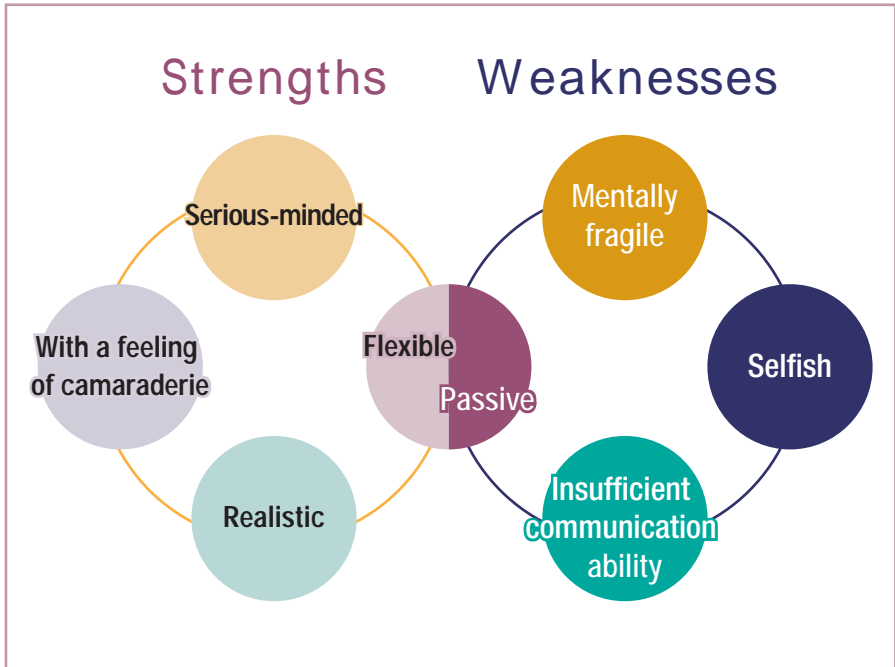 Strengths
Weaknesses
Serious-minded
With a feeling
of camaraderie
Flexible
Realistic
Mentally
fragile
Passive
Selfish
Insufficient
communication
ability